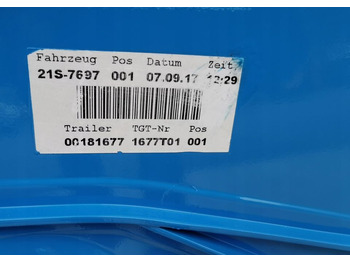 Fahrzeug Pos Datum Zeit
21S-7697 001 07.09.17 12:29
Trailer TGT-Nr Pos
00181677 1677T01 001